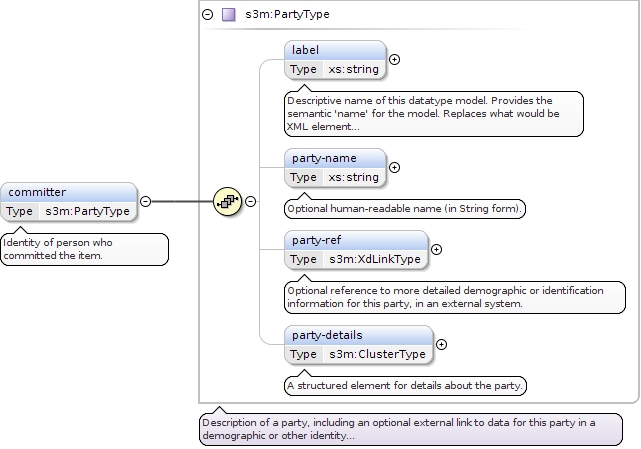 s3m:PartyType
label
Type xs:string
Descriptive name of this datatype model. Provides the
semantic 'name' for the model. Replaces what would be
XML element...
party-name
Type xs:string
Optional human-readable name (in String form).
committer
Type s3m:PartyType
Identity of person who
committed the item.
party-ref
Type s3m:XdLinkType
Optional reference to more detailed demographic or identification
information for this party, in an external system.
party-details
Type s3m:ClusterType
A structured element for details about the party.
Description of a party, including an optional external link to data for this party in a
demographic or other identity...